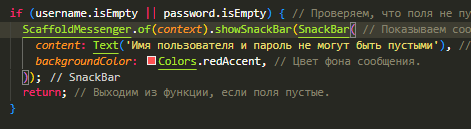 if (username.isEmpty || password.isEmpty) { // Проверяем, что поля не пу
ScaffoldMessenger.of(context).showSnackBar(SnackBar( // Показываем соо
content: Text('Имя пользователя и пароль не могут быть пустыми'), //
backgroundColor: Colors.redAccent, // Цвет фона сообщения.
)); // SnackBar
return; // Выходим из функции, если поля пустые.
}